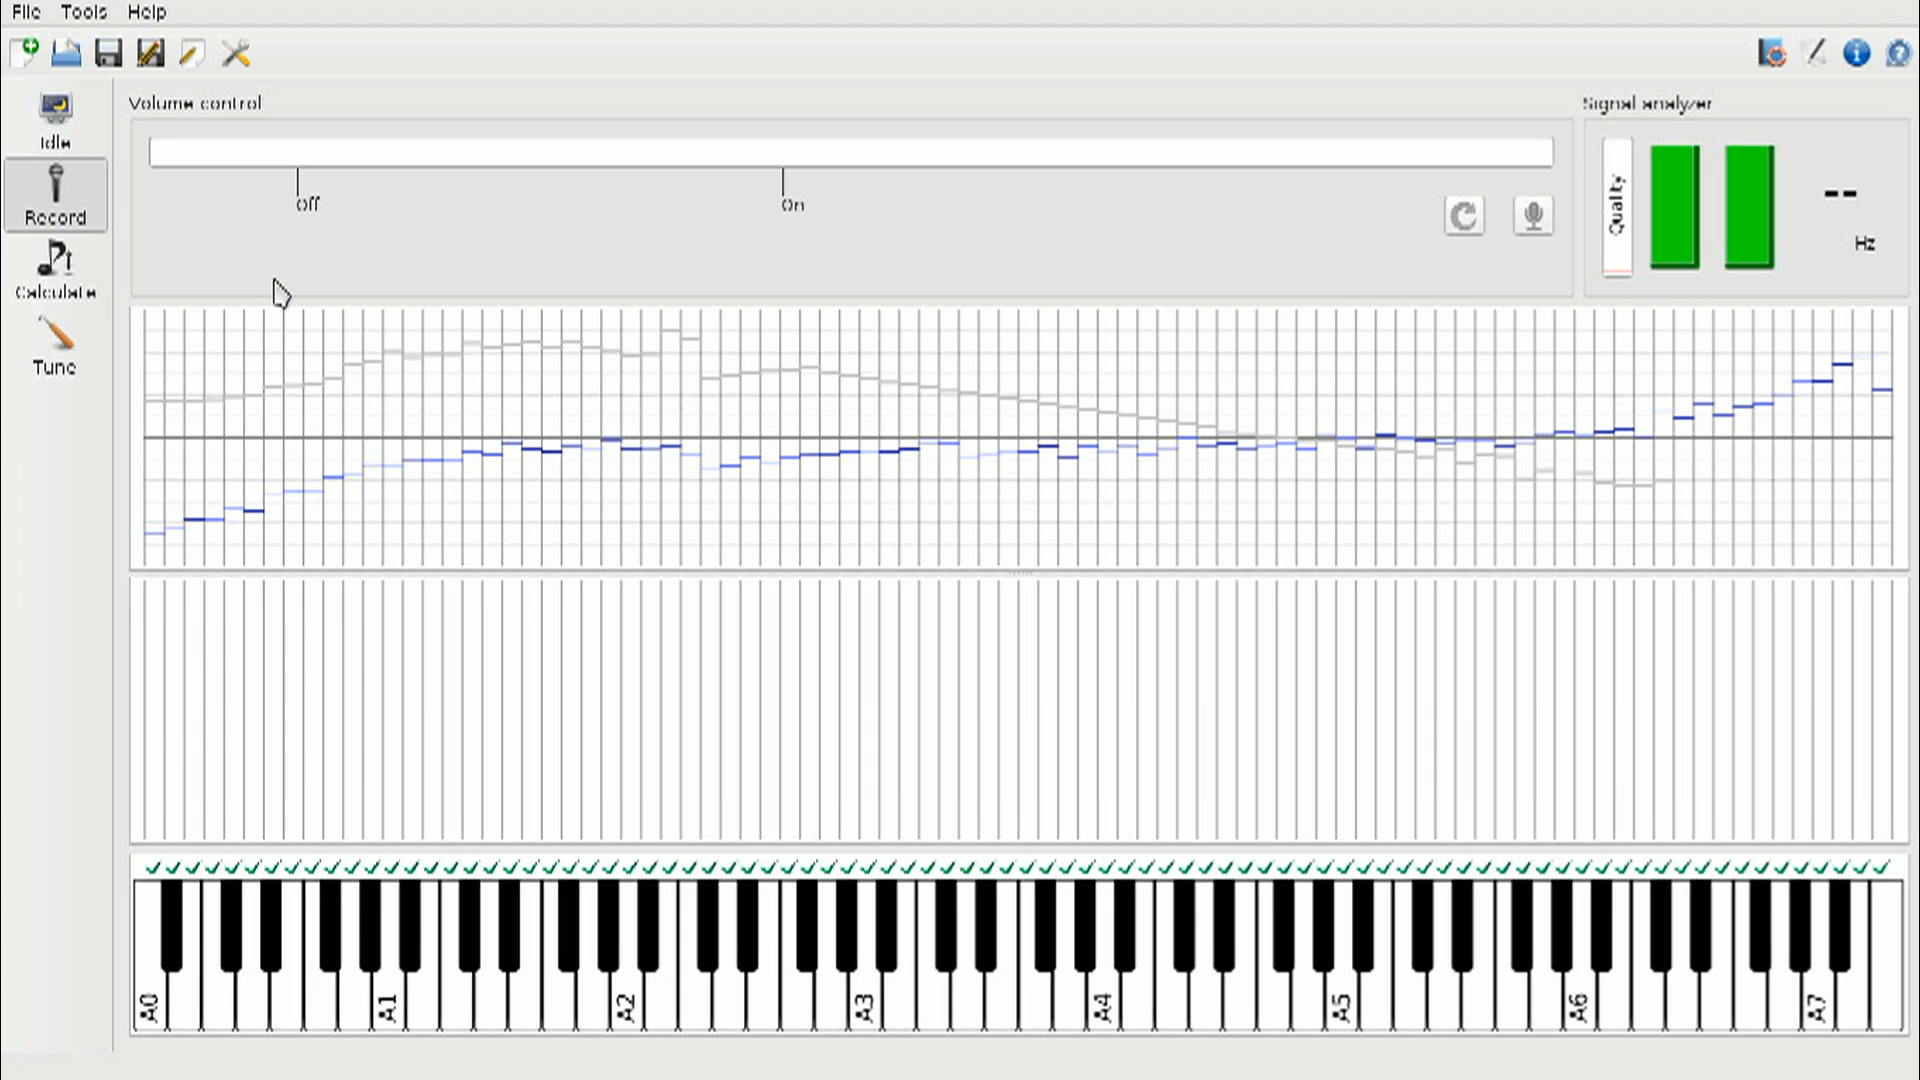 File Tools Help
Volume control
Signal analyzer
Idle
Record
Calculate
Tune
Off
On
Quality
--
Hz
A0 A1 A2 A3 A4 A5 A6 A7